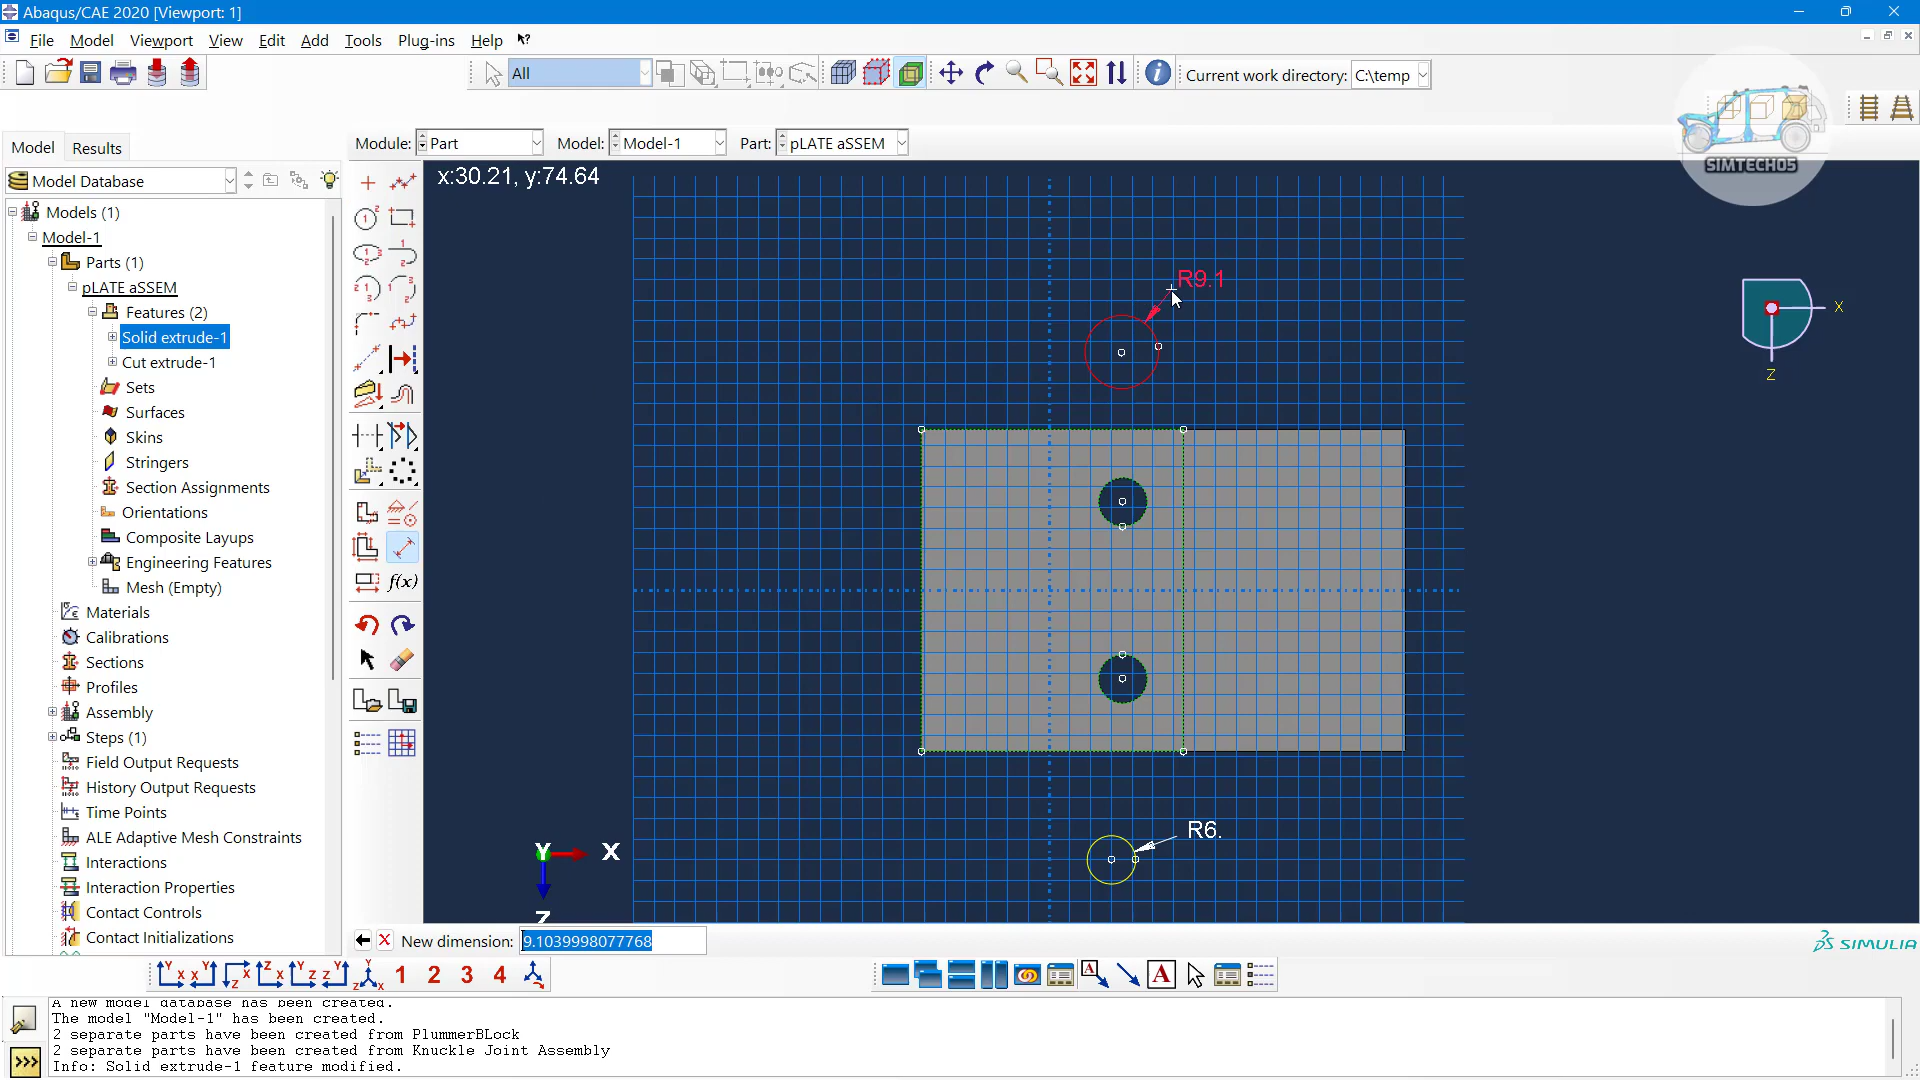 Abaqus/CAE 2020 [Viewport: 1]
File Model Viewport View Edit Add Tools Plug-ins Help
All
Current work directory: C:\temp
SIMTECH05
Model Results
Module: Part Model: Model-1 Part: pLATE aSSEM
Model Database
x:30.21, y:74.64
Models (1)
Model-1
Parts (1)
pLATE aSSEM
Features (2)
Solid extrude-1
Cut extrude-1
Sets
Surfaces
Skins
Stringers
Section Assignments
Orientations
Composite Layups
Engineering Features
Mesh (Empty)
Materials
Calibrations
Sections
Profiles
Assembly
Steps (1)
Field Output Requests
History Output Requests
Time Points
ALE Adaptive Mesh Constraints
Interactions
Interaction Properties
Contact Controls
Contact Initializations
f(x)
R9.1
R6.
X
Z
Y X
Z
New dimension: 9.1039998077768
SIMULIA
1 2 3 4
A
A new model database has been created.
The model "Model-1" has been created.
2 separate parts have been created from PlummerBLock
2 separate parts have been created from Knuckle Joint Assembly
Info: Solid extrude-1 feature modified.
>>>